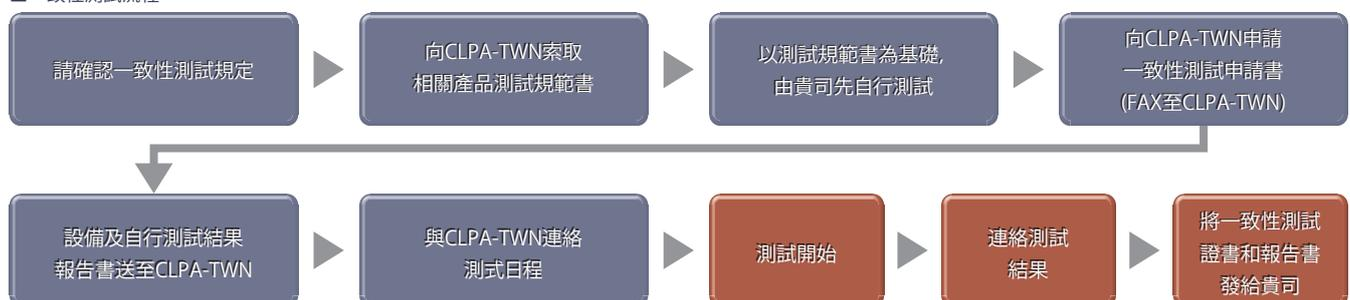 請確認一致性測試規定
向CLPA-TWN索取
相關產品測試規範書
以測試規範書為基礎,
由貴司先自行測試
向CLPA-TWN申請
一致性測試申請書
(FAX至CLPA-TWN)
設備及自行測試結果
報告書送至CLPA-TWN
與CLPA-TWN連絡
測式日程
測試開始
連絡測試
結果
將一致性測試
證書和報告書
發給貴司